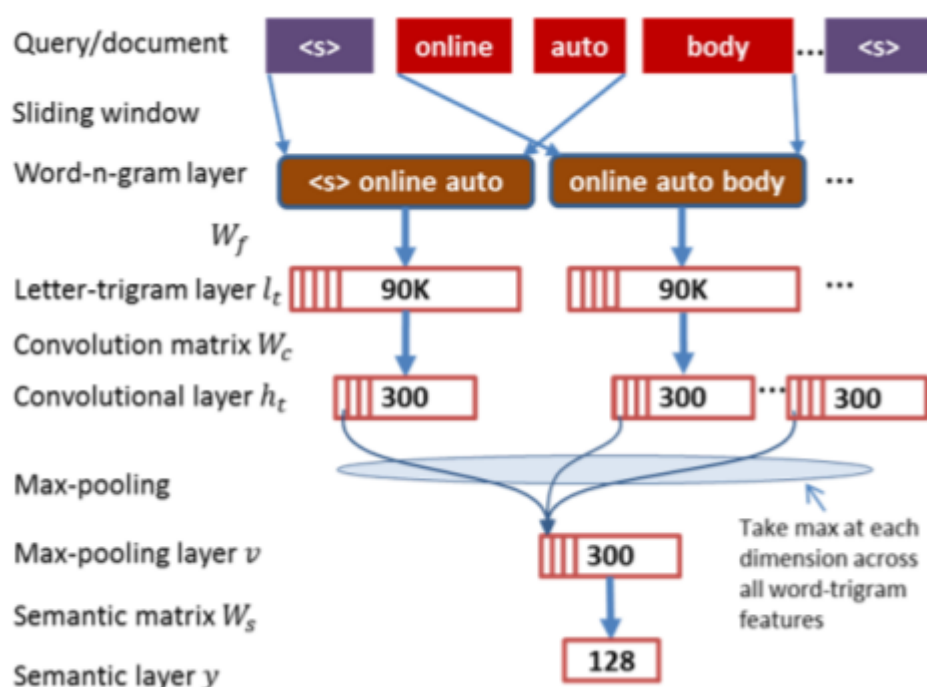 Query/document <s> online auto body ... <s>
Sliding window
Word-n-gram layer <s> online auto online auto body ...
W_f
Letter-trigram layer l_t 90K 90K ...
Convolution matrix W_c
Convolutional layer h_t 300 300 ... 300
Max-pooling
Take max at each
dimension across
all word-trigram
features
Max-pooling layer v 300
Semantic matrix W_s
Semantic layer y 128